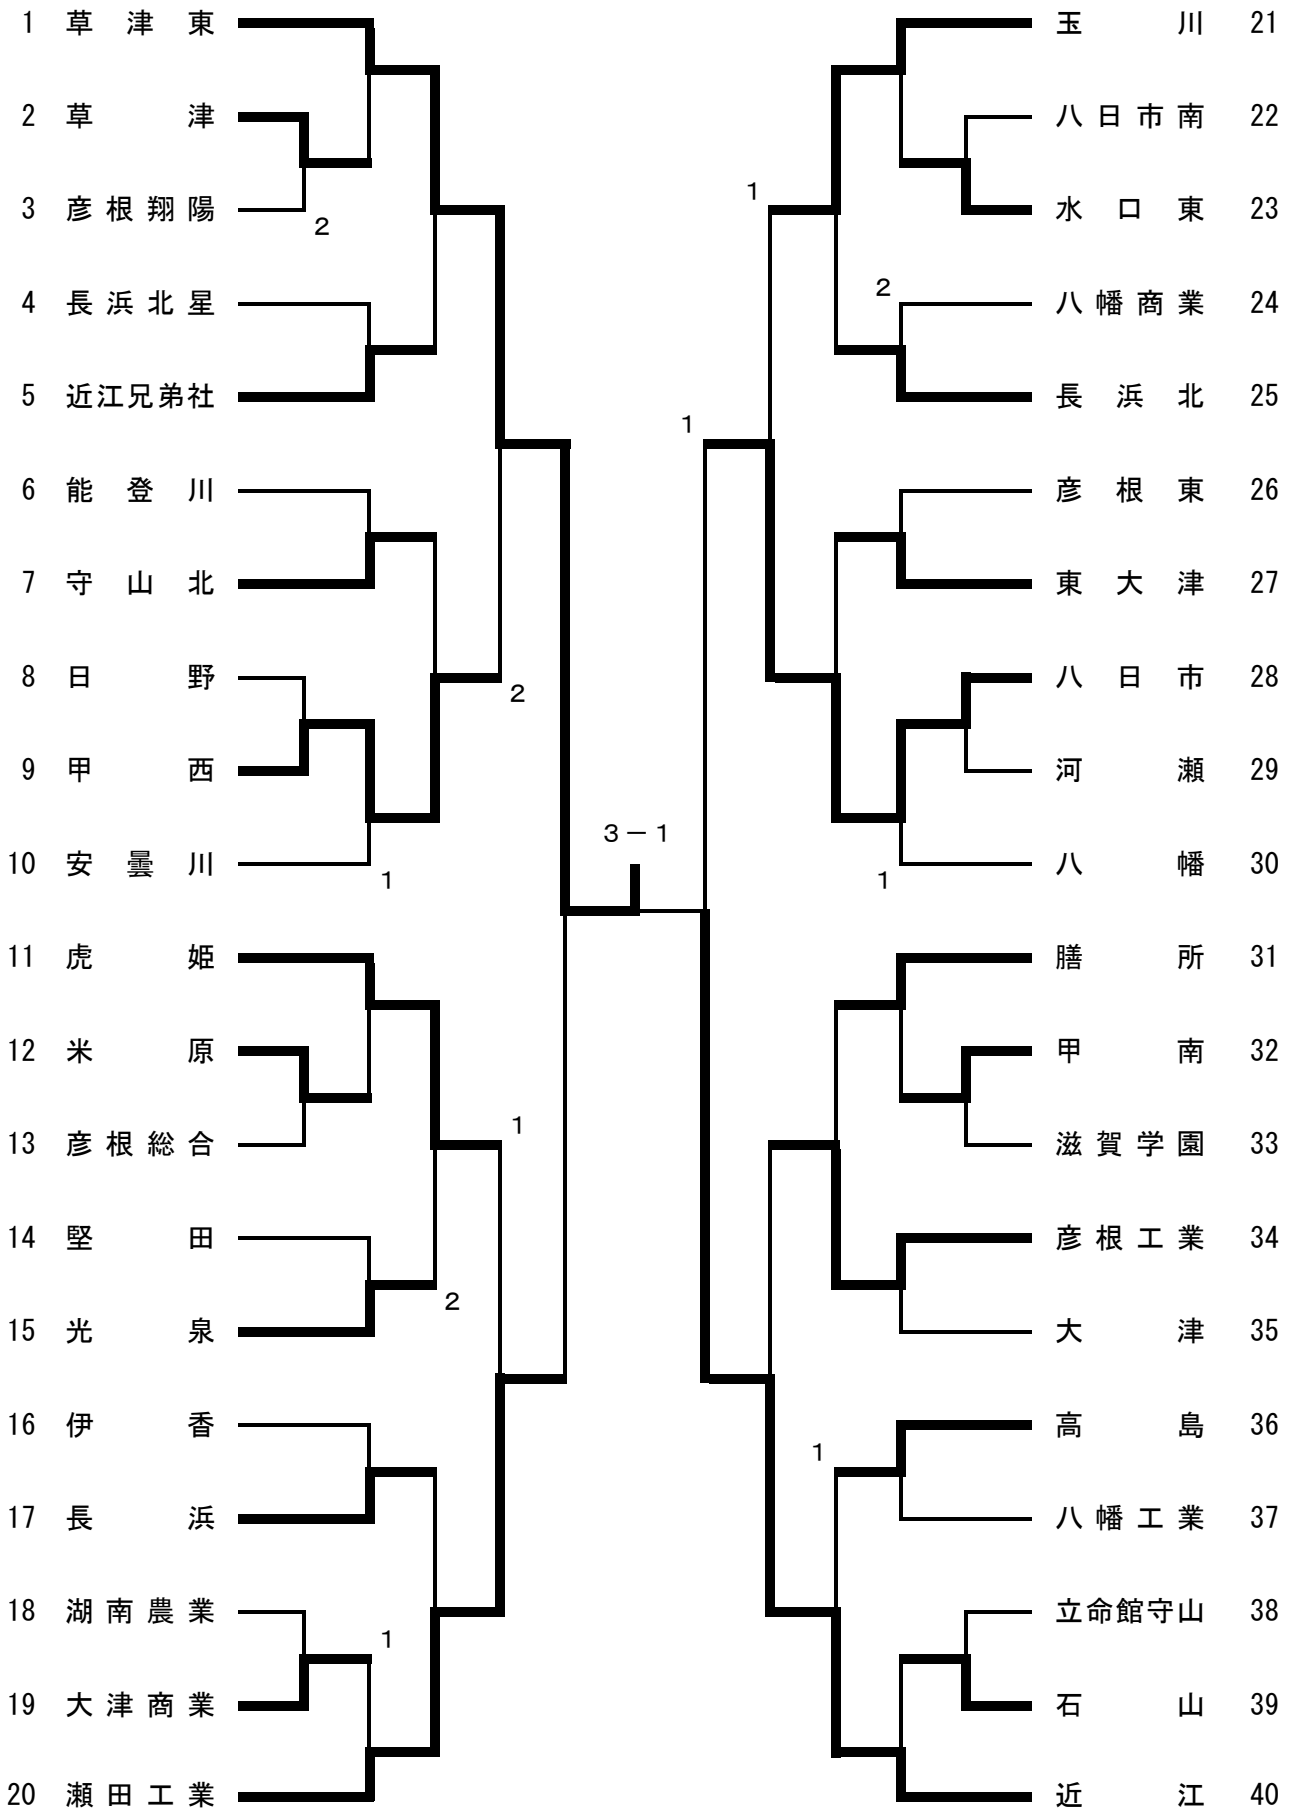 1 草津東
2 草津
3 彦根翔陽
2
4 長浜北星
5 近江兄弟社
6 能登川
7 守山北
8 日野
2
9 甲西
10 安曇川
1
11 虎姫
12 米原
13 彦根総合
1
14 堅田
2
15 光泉
16 伊香
17 長浜
18 湖南農業
1
19 大津商業
20 瀬田工業
3－1
玉川 21
八日市南 22
1
水口東 23
2
八幡商業 24
長浜北 25
1
彦根東 26
東大津 27
八日市 28
河瀬 29
八幡 30
1
膳所 31
甲南 32
滋賀学園 33
彦根工業 34
大津 35
高島 36
1
八幡工業 37
立命館守山 38
石山 39
近江 40